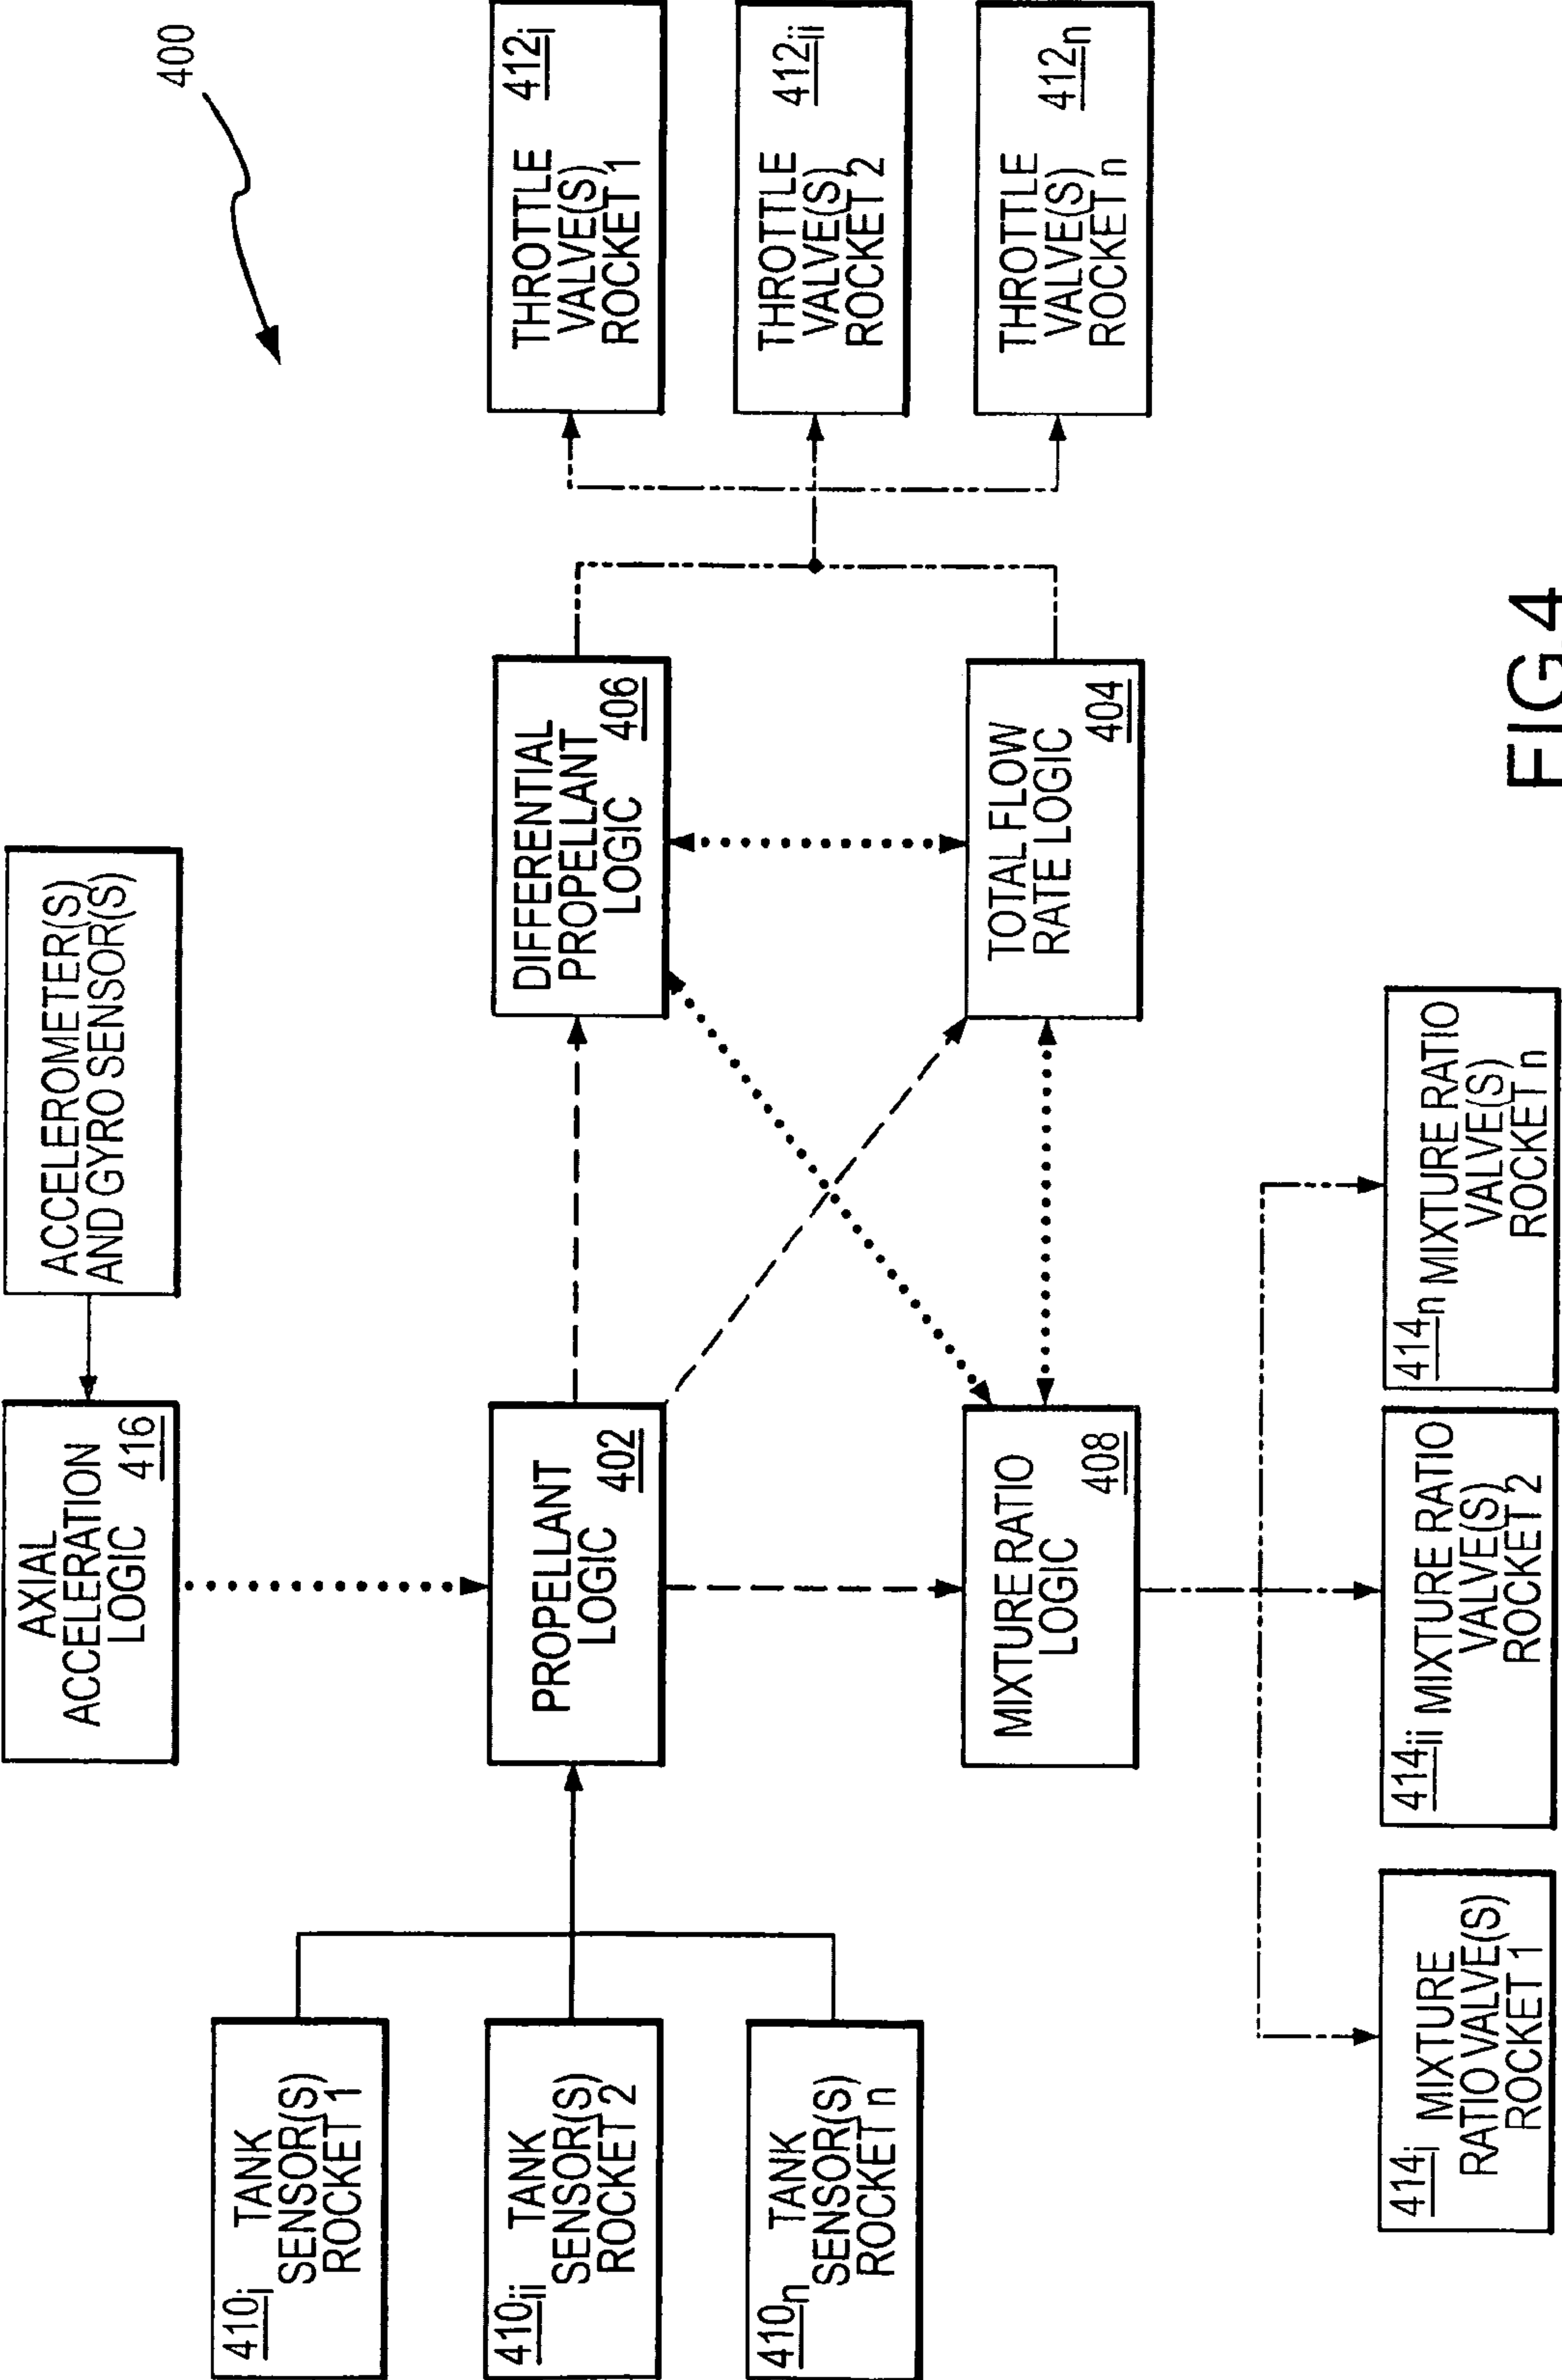 400
ACCELEROMETER(S)
AND GYRO SENSOR(S)
AXIAL
ACCELERATION
LOGIC 416
410i TANK
SENSOR(S)
ROCKET 1
410ii TANK
SENSOR(S)
ROCKET 2
410n TANK
SENSOR(S)
ROCKET n
PROPELLANT
LOGIC
402
DIFFERENTIAL
PROPELLANT
LOGIC 406
THROTTLE 412i
VALVE(S)
ROCKET 1
THROTTLE 412ii
VALVE(S)
ROCKET 2
THROTTLE 412n
VALVE(S)
ROCKET n
MIXTURE RATIO
LOGIC
408
TOTAL FLOW
RATE LOGIC
404
414i MIXTURE
RATIO VALVE(S)
ROCKET 1
414ii MIXTURE RATIO
VALVE(S)
ROCKET 2
414n MIXTURE RATIO
VALVE(S)
ROCKET n
FIG.4